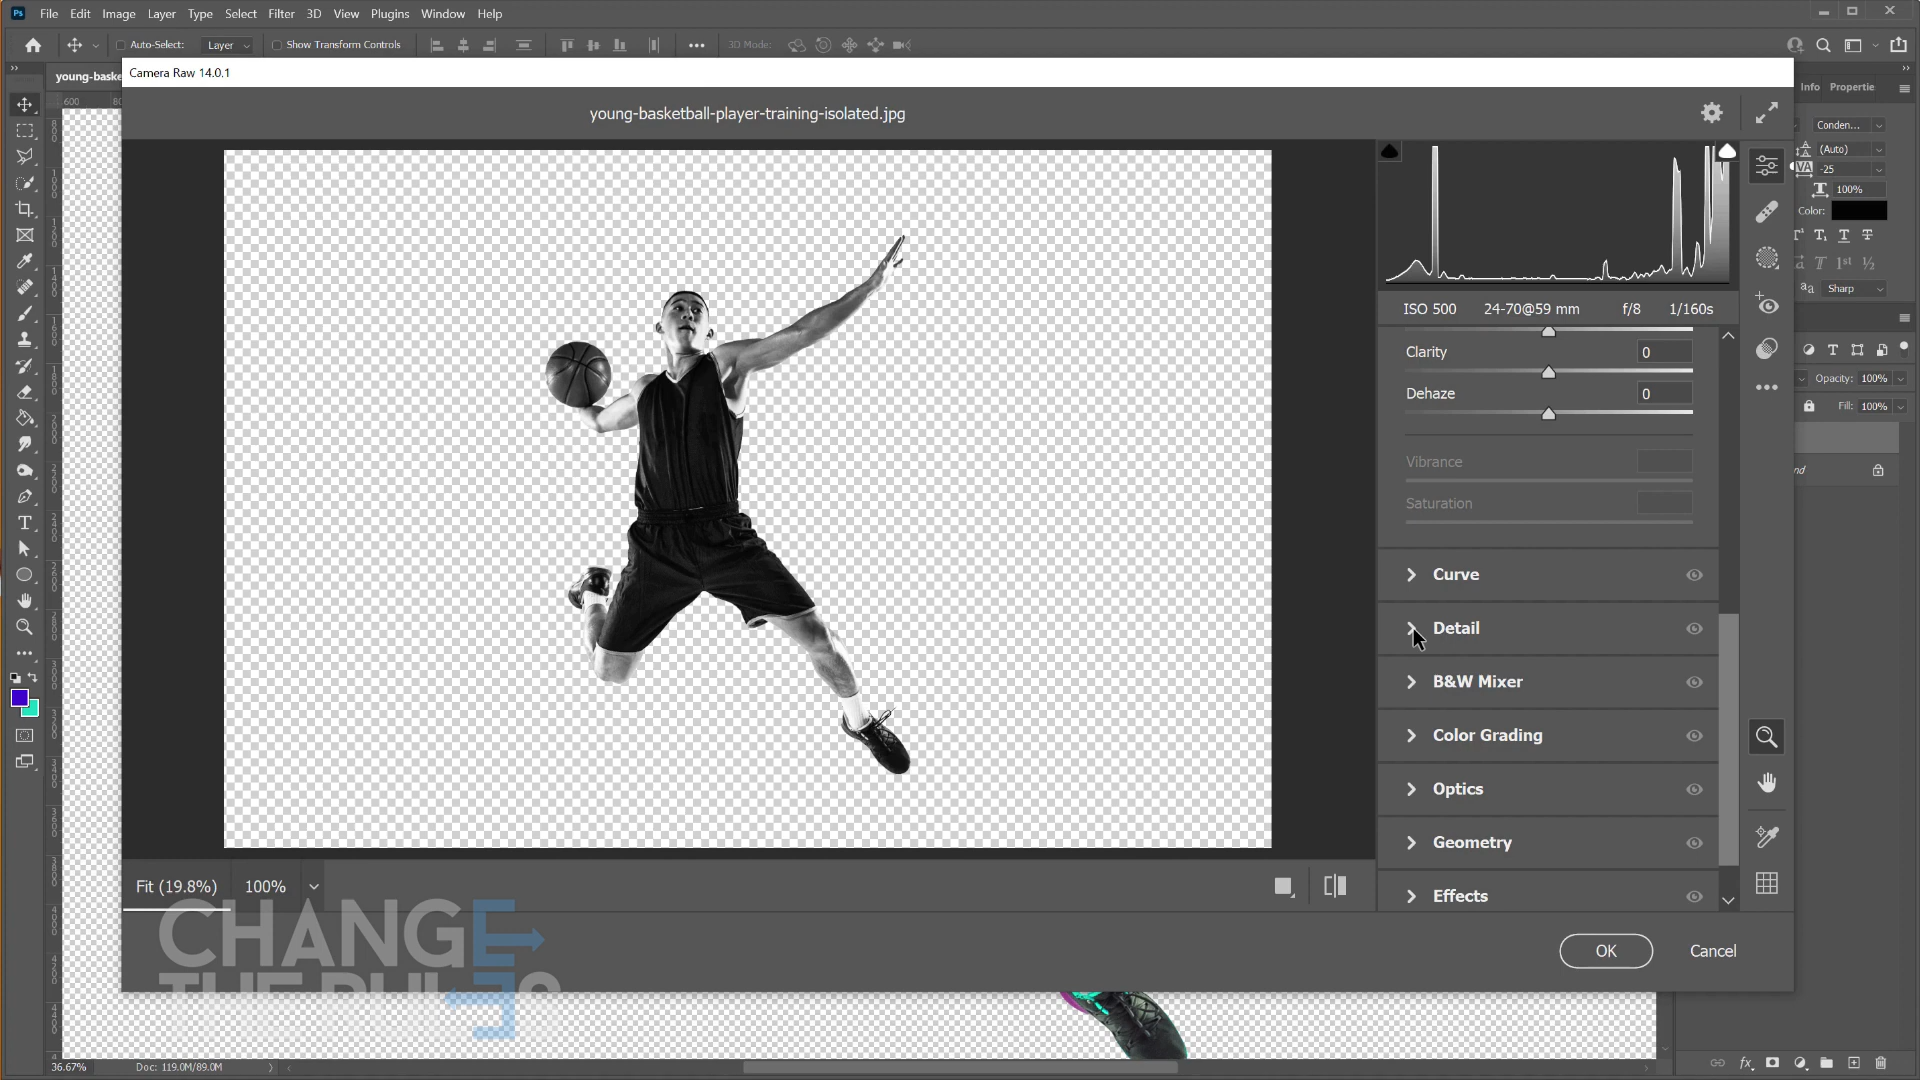 Ps File Edit Image Layer Type Select Filter 3D View Plugins Window Help
Auto-Select: Layer Show Transform Controls 3D Mode:
young-baske
Camera Raw 14.0.1
Info Propertie
young-basketball-player-training-isolated.jpg
Conden...
(Auto)
-25
100%
Color:
Sharp
ISO 500 24-70@59 mm f/8 1/160s
Clarity 0
Dehaze 0
Opacity: 100%
Fill: 100%
Vibrance
Saturation
nd
Curve
Detail
B&W Mixer
Color Grading
Optics
Geometry
Effects
Fit (19.8%) 100%
CHANGE
THE RULES
OK Cancel
36.67% Doc: 119.0M/89.0M